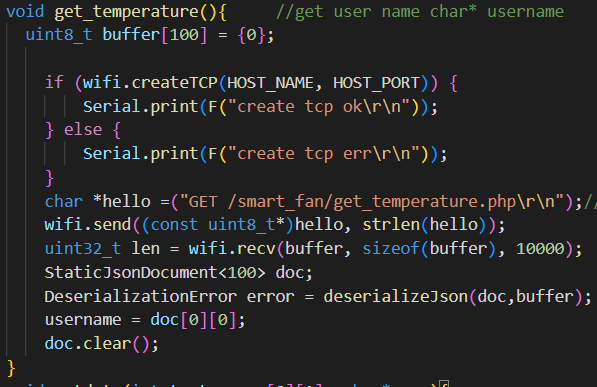 void get_temperature(){     //get user name char* username
  uint8_t buffer[100] = {0};
    if (wifi.createTCP(HOST_NAME, HOST_PORT)) {
        Serial.print(F("create tcp ok\r\n"));
    } else {
        Serial.print(F("create tcp err\r\n"));
    }
    char *hello =("GET /smart_fan/get_temperature.php\r\n");//
    wifi.send((const uint8_t*)hello, strlen(hello));
    uint32_t len = wifi.recv(buffer, sizeof(buffer), 10000);
    StaticJsonDocument<100> doc;
    DeserializationError error = deserializeJson(doc,buffer);
    username = doc[0][0];
    doc.clear();
}